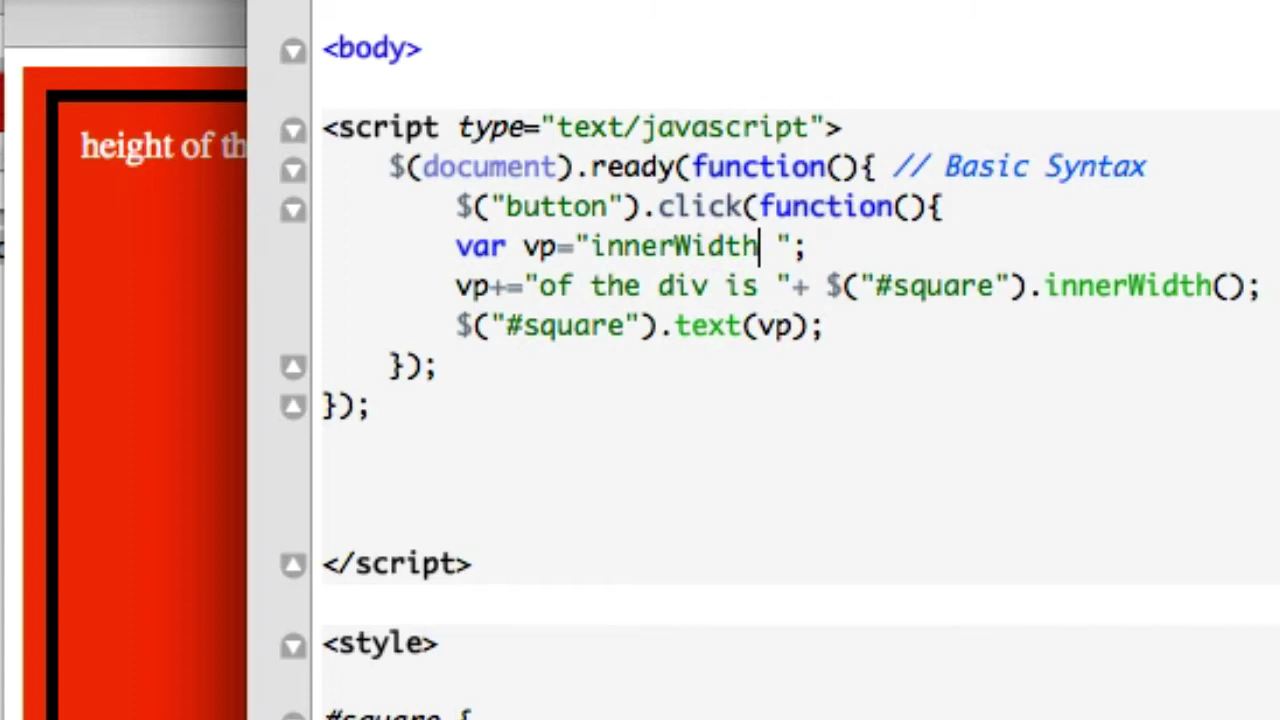 <body>
height of th
<script type="text/javascript">
$(document).ready(function(){ // Basic Syntax
$("button").click(function(){
var vp="innerWidth ";
vp+="of the div is "+ $("#square").innerWidth();
$("#square").text(vp);
});
});
</script>
<style>
#square {